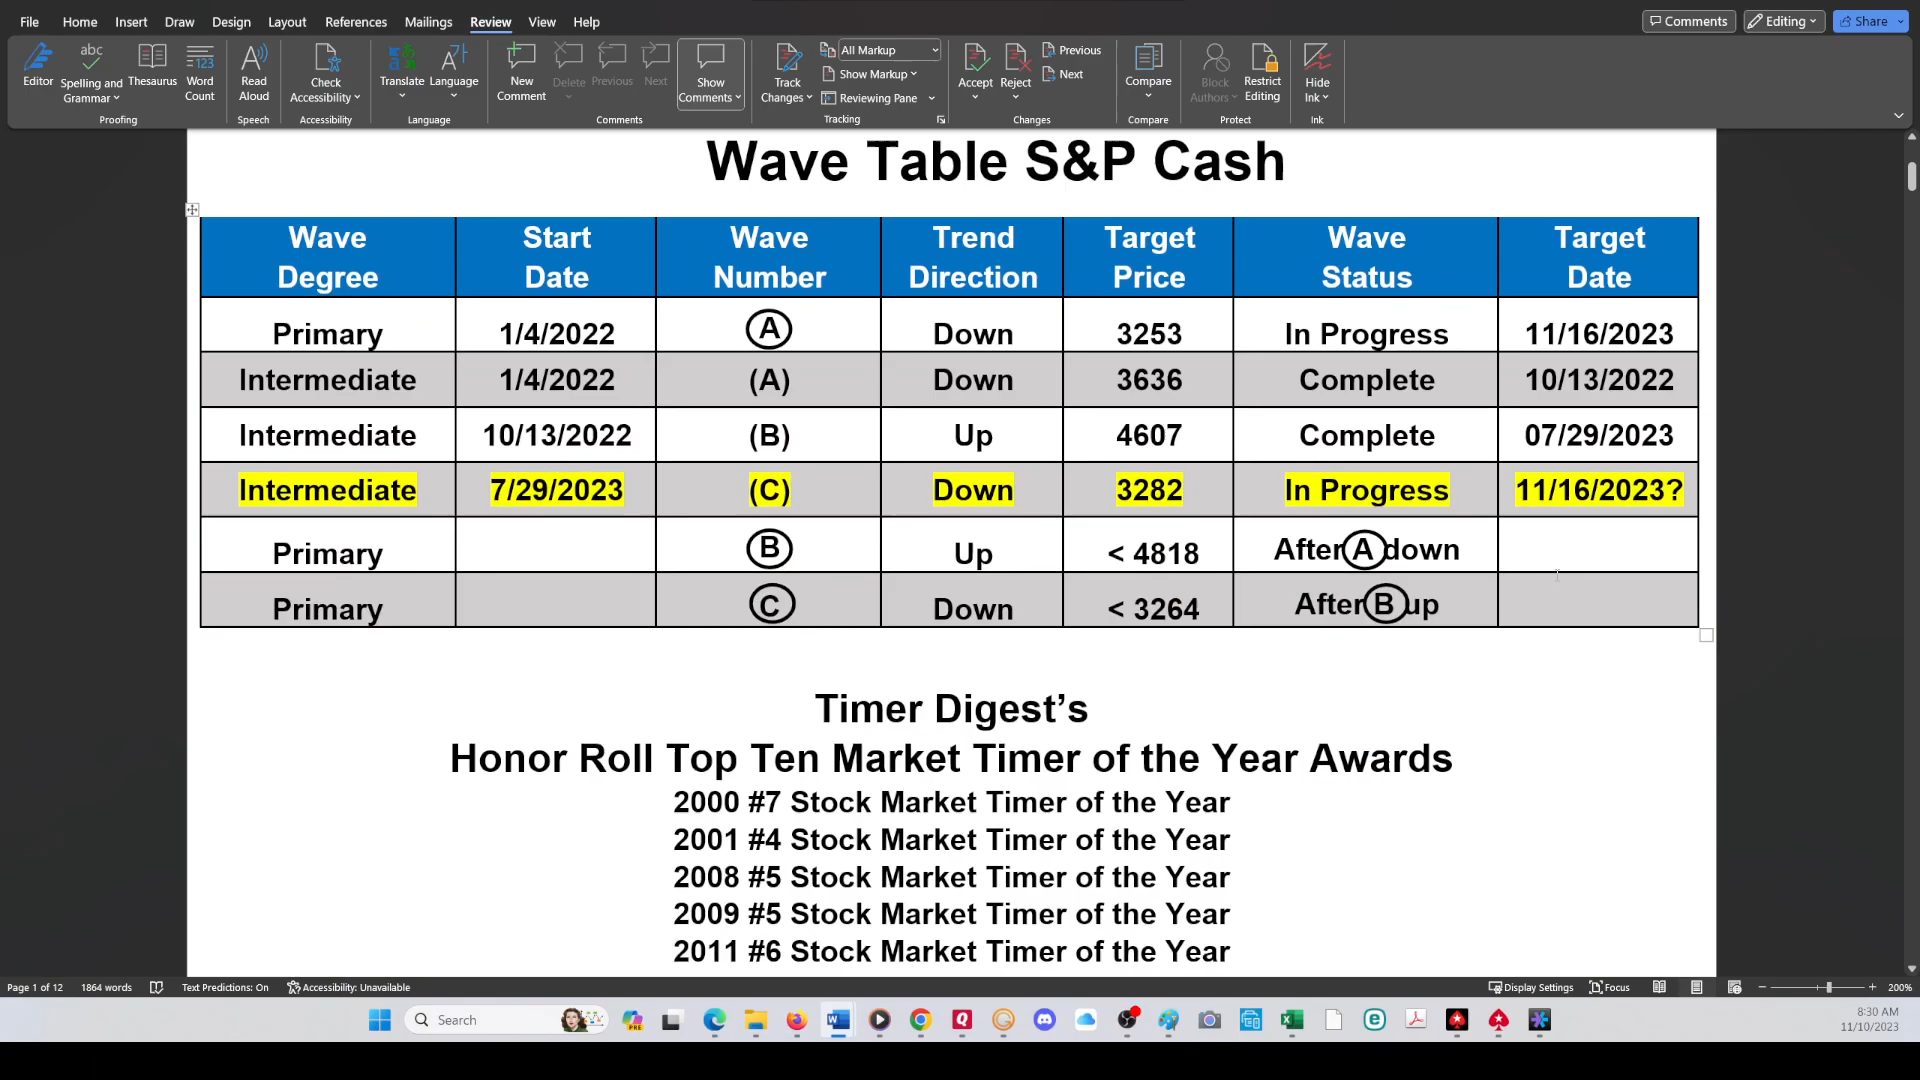 File Home Insert Draw Design Layout References Mailings Review View Help Comments Editing Share
Editor Spelling and Grammar Thesaurus Word Count Read Aloud Check Accessibility Translate Language New Comment Delete Previous Next Show Comments Track Changes All Markup Show Markup Reviewing Pane Accept Reject Previous Next Compare Block Authors Restrict Editing Hide Ink
Proofing Speech Accessibility Language Comments Tracking Changes Compare Protect Ink
Wave Table S&P Cash
Wave Degree Start Date Wave Number Trend Direction Target Price Wave Status Target Date
Primary 1/4/2022 A Down 3253 In Progress 11/16/2023
Intermediate 1/4/2022 (A) Down 3636 Complete 10/13/2022
Intermediate 10/13/2022 (B) Up 4607 Complete 07/29/2023
Intermediate 7/29/2023 (C) Down 3282 In Progress 11/16/2023?
Primary B Up < 4818 After A down
Primary C Down < 3264 After B up
Timer Digest’s
Honor Roll Top Ten Market Timer of the Year Awards
2000 #7 Stock Market Timer of the Year
2001 #4 Stock Market Timer of the Year
2008 #5 Stock Market Timer of the Year
2009 #5 Stock Market Timer of the Year
2011 #6 Stock Market Timer of the Year
Page 1 of 12 1864 words Text Predictions: On Accessibility: Unavailable Display Settings Focus 200%
Search 8:30 AM
11/10/2023